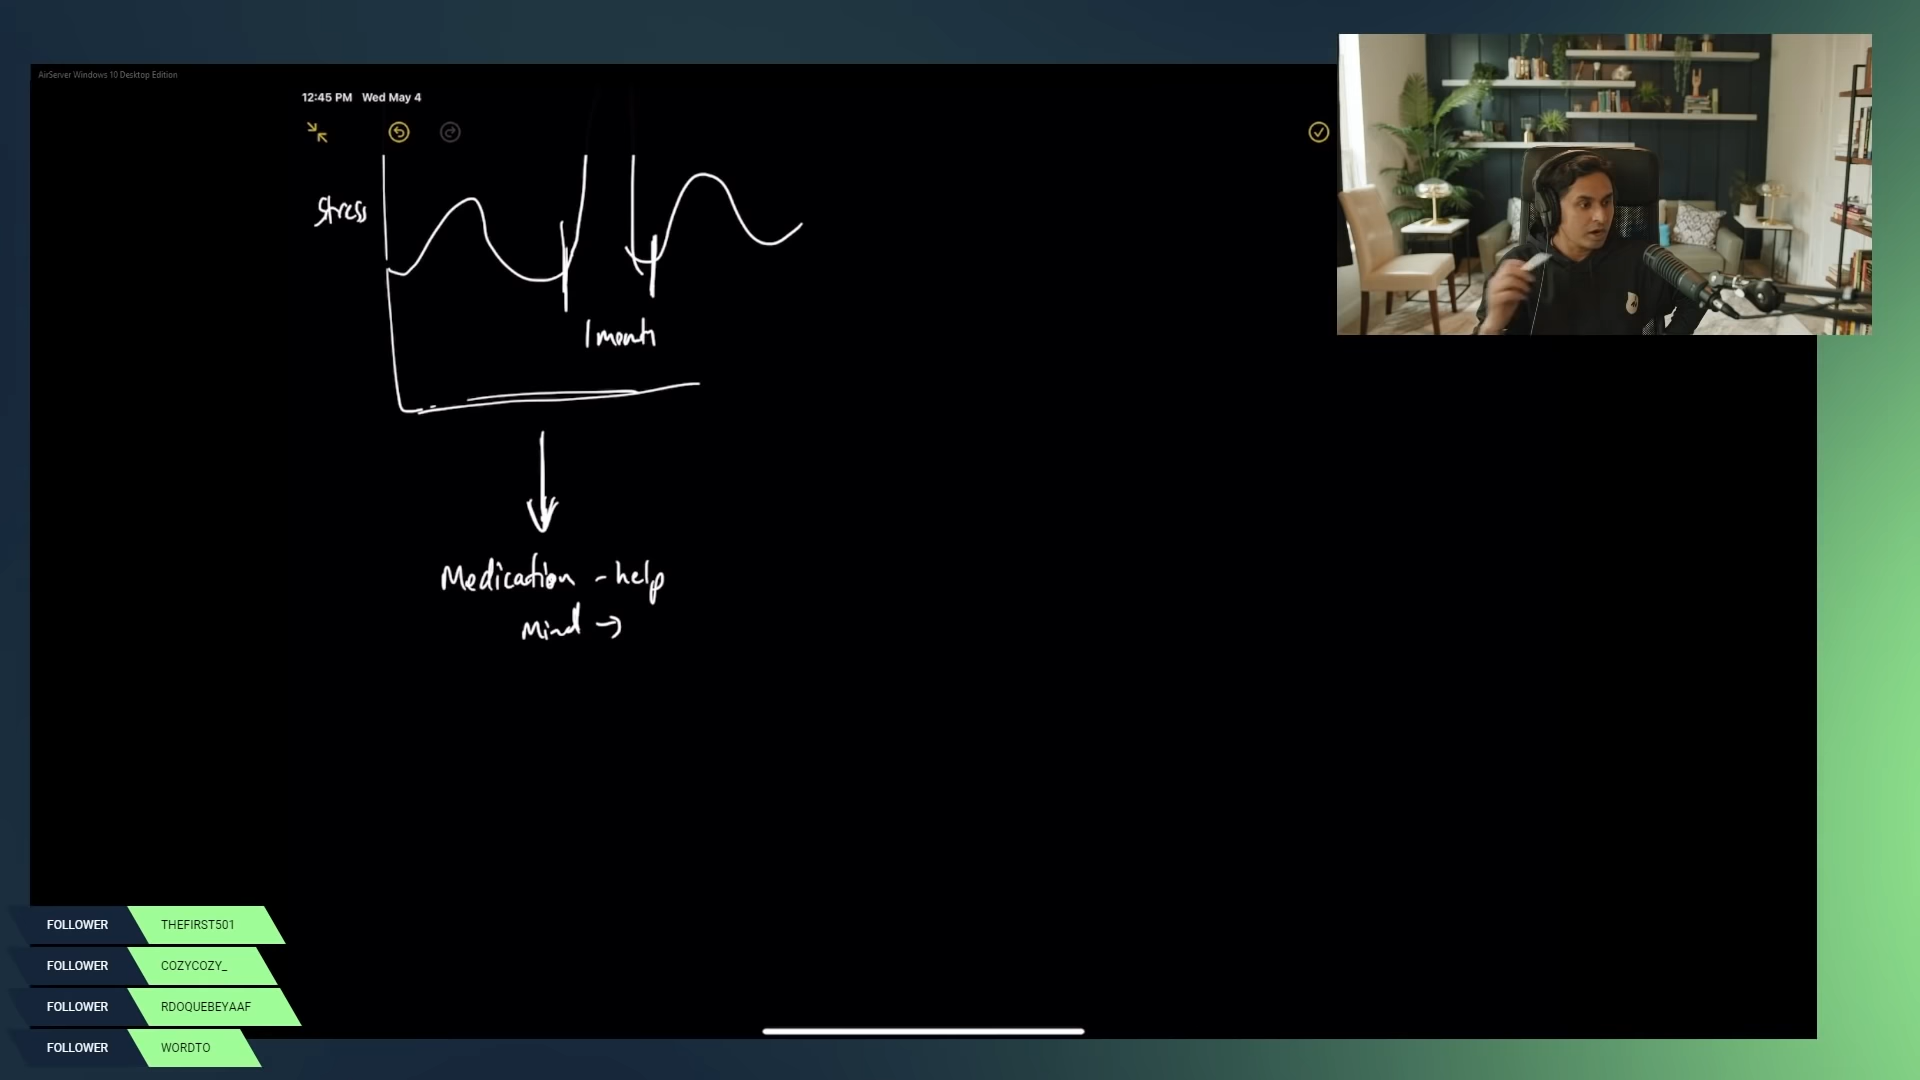 AirServer Windows 10 Desktop Edition
12:45 PM Wed May 4
Stress
1 month
Medication - help
Mind →
FOLLOWER THEFIRST501
FOLLOWER COZYCOZY_
FOLLOWER RDOQUEBEYAAF
FOLLOWER WORDTO